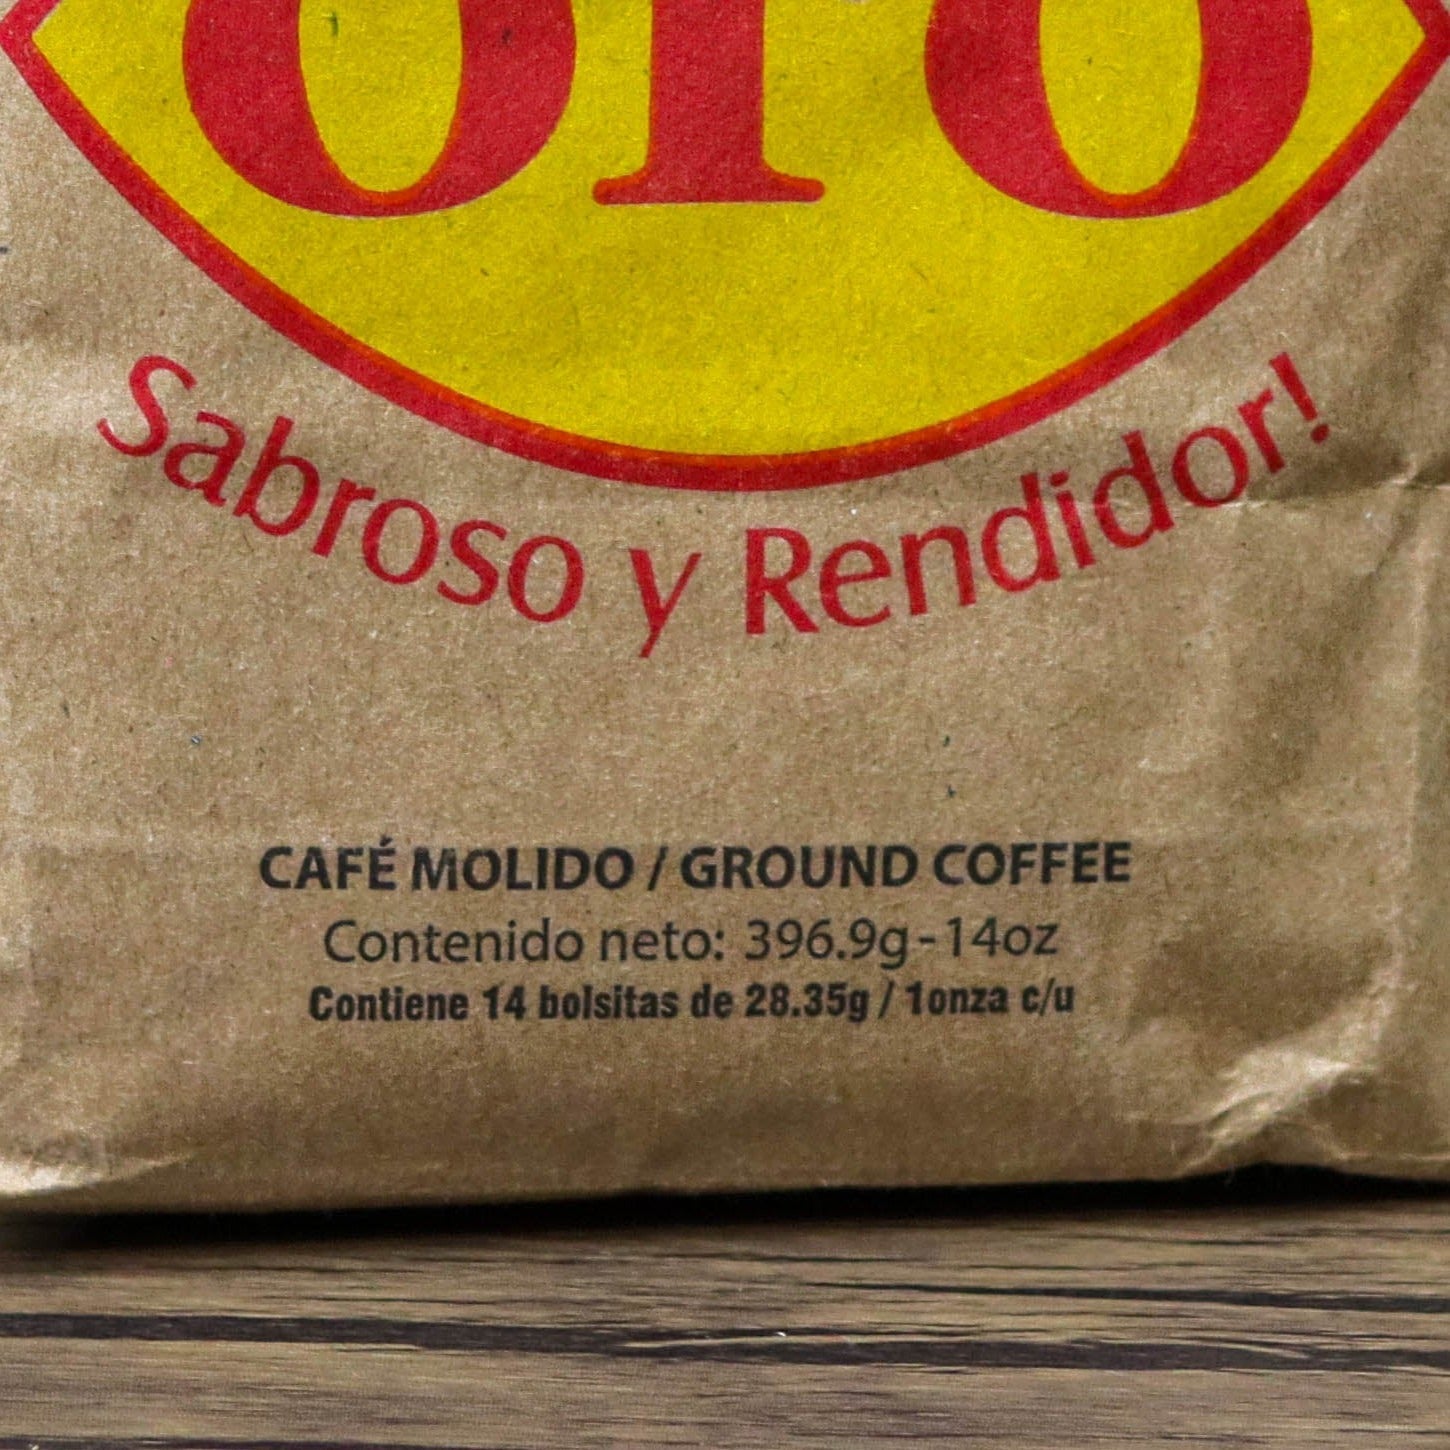 oro
Sabroso y Rendidor!
CAFÉ MOLIDO / GROUND COFFEE
Contenido neto: 396.9g-14oz
Contiene 14 bolsitas de 28.35g / 1onza c/u